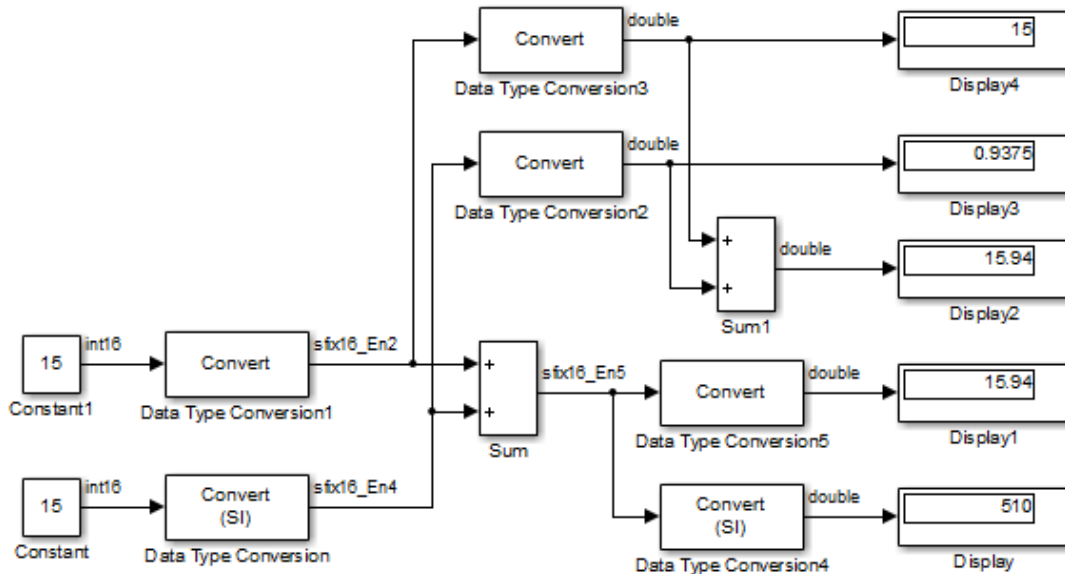 double
Convert
15
Data Type Conversion3
Display4
double
Convert
0.9375
Data Type Conversion2
Display3
+
double
+
15.94
Sum1
Display2
15
int16
Convert
sfix16_En2
+
+
sfix16_En5
Convert
double
15.94
Constant1
Data Type Conversion1
Sum
Data Type Conversion5
Display1
15
int16
Convert
(SI)
sfix16_En4
Convert
(SI)
double
510
Constant
Data Type Conversion
Data Type Conversion4
Display